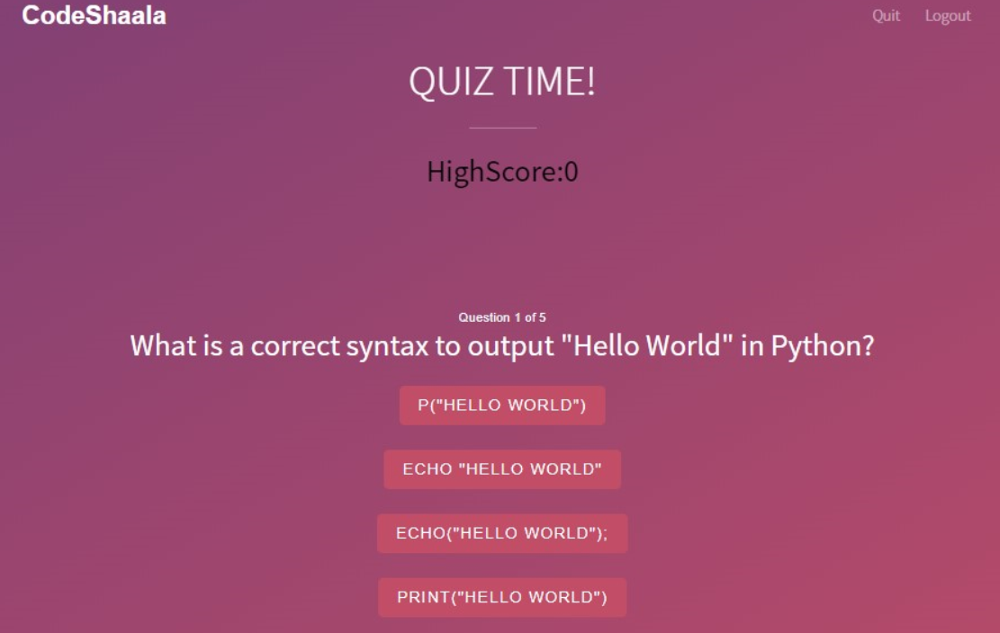 CodeShaala
Quit Logout
QUIZ TIME!
HighScore:0
Question 1 of 5
What is a correct syntax to output "Hello World" in Python?
P("HELLO WORLD")
ECHO "HELLO WORLD"
ECHO("HELLO WORLD");
PRINT("HELLO WORLD")